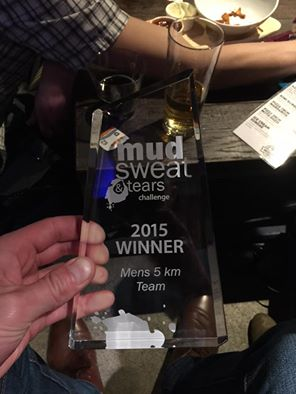 mud
sweat
& tears
challenge
2015
WINNER
Mens 5 km
Team